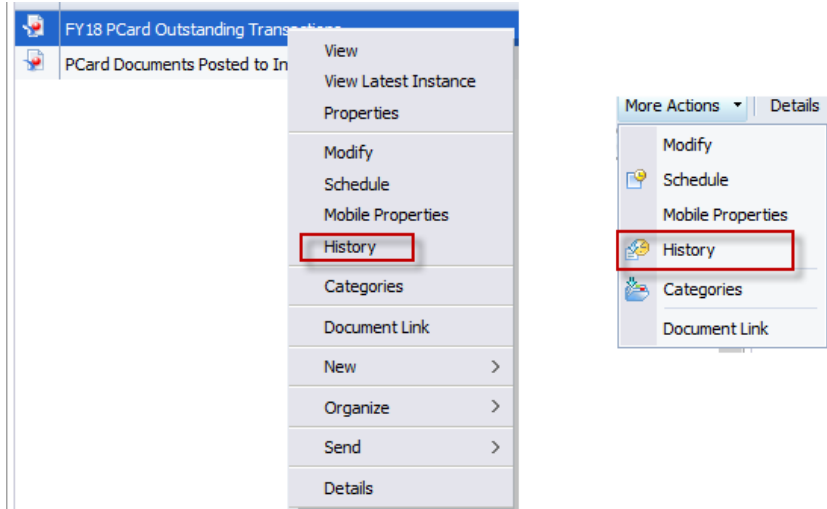 FY18 PCard Outstanding Transactions
PCard Documents Posted to In
View
View Latest Instance
Properties
Modify
Schedule
Mobile Properties
History
Categories
Document Link
New
Organize
Send
Details
More Actions
Details
Modify
Schedule
Mobile Properties
History
Categories
Document Link